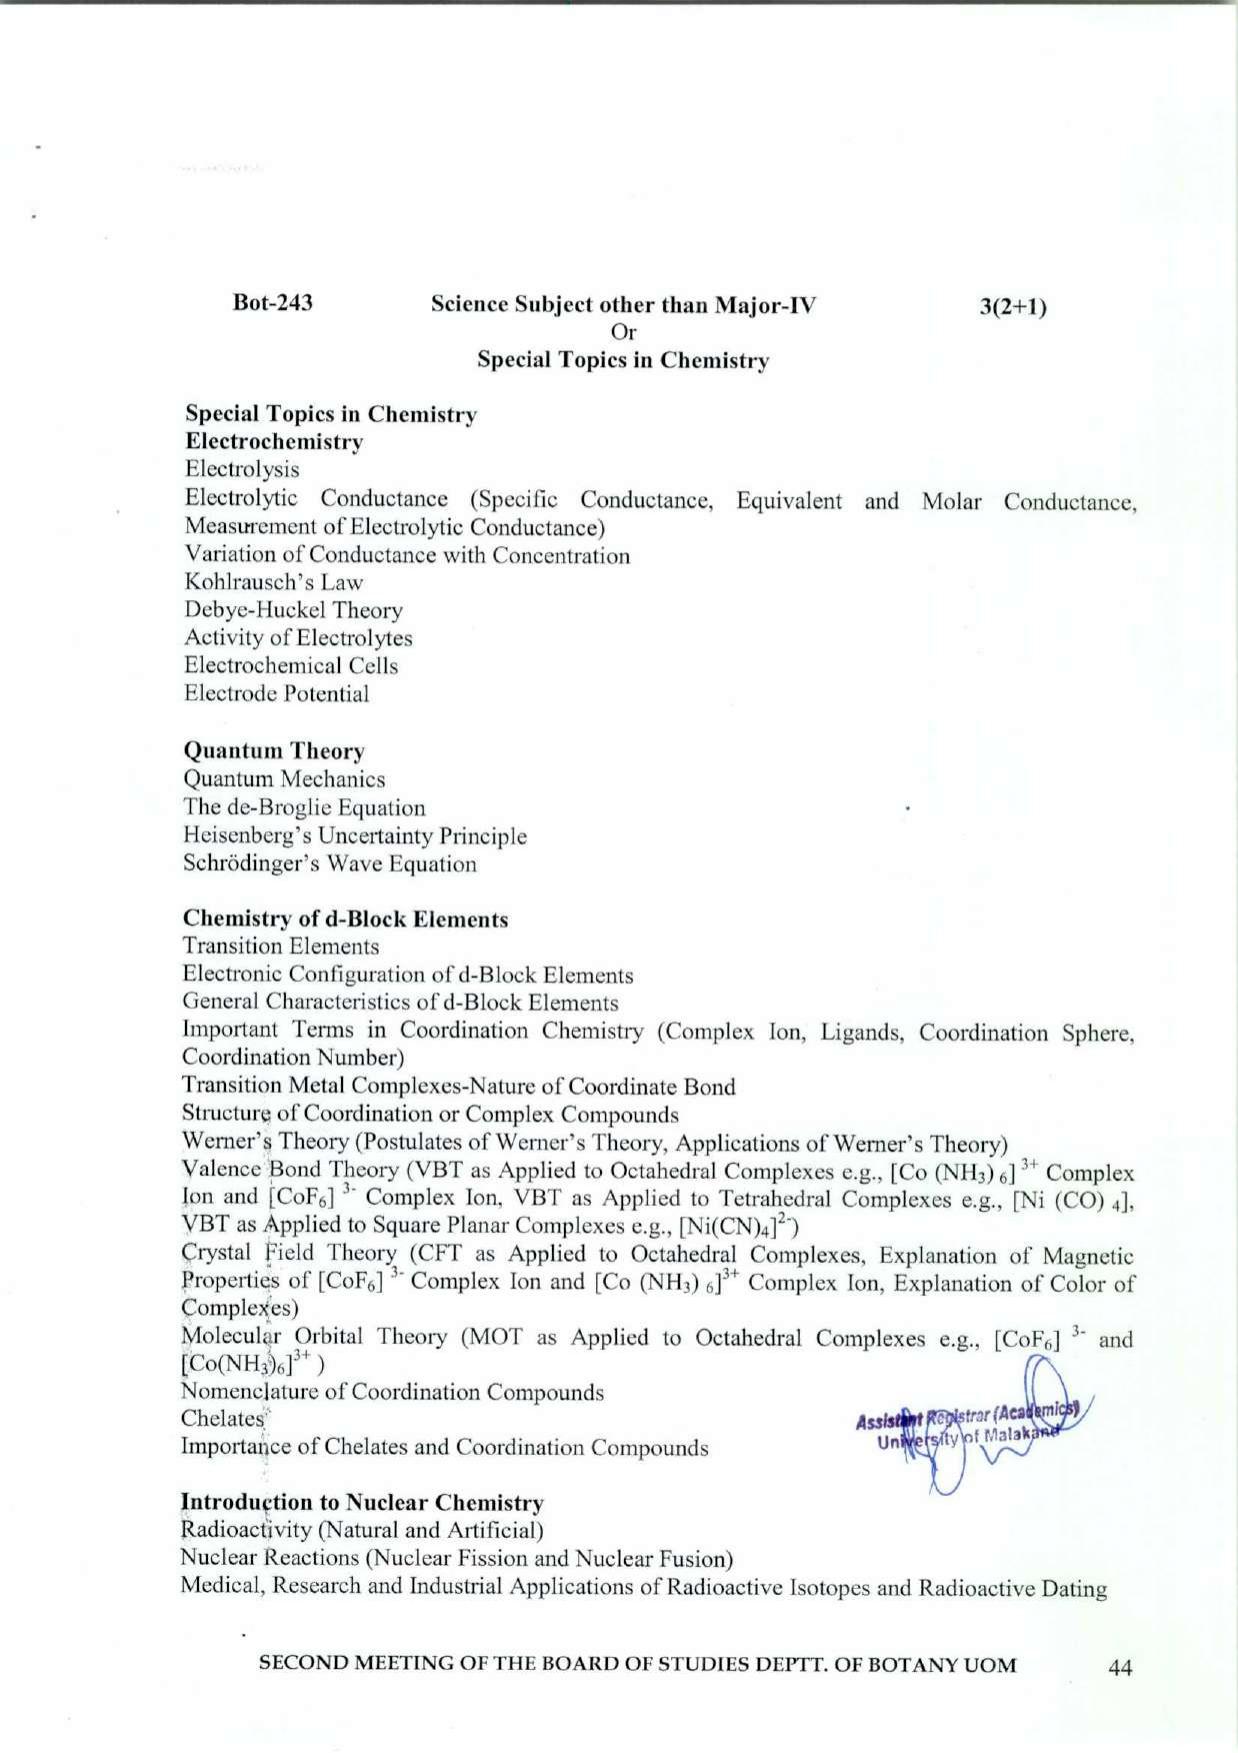 Bot-243 Science Subject other than Major-IV 3(2+1)
Or
Special Topics in Chemistry
Special Topics in Chemistry
Electrochemistry
Electrolysis
Electrolytic Conductance (Specific Conductance, Equivalent and Molar Conductance,
Measurement of Electrolytic Conductance)
Variation of Conductance with Concentration
Kohlrausch's Law
Debye-Huckel Theory
Activity of Electrolytes
Electrochemical Cells
Electrode Potential
Quantum Theory
Quantum Mechanics
The de-Broglie Equation
Heisenberg's Uncertainty Principle
Schrödinger's Wave Equation
Chemistry of d-Block Elements
Transition Elements
Electronic Configuration of d-Block Elements
General Characteristics of d-Block Elements
Important Terms in Coordination Chemistry (Complex Ion, Ligands, Coordination Sphere,
Coordination Number)
Transition Metal Complexes-Nature of Coordinate Bond
Structure of Coordination or Complex Compounds
Werner's Theory (Postulates of Werner's Theory, Applications of Werner's Theory)
Valence Bond Theory (VBT as Applied to Octahedral Complexes e.g., [Co (NH₃) ₆] ³⁺ Complex
Ion and [CoF₆] ³⁻ Complex Ion, VBT as Applied to Tetrahedral Complexes e.g., [Ni (CO) ₄],
VBT as Applied to Square Planar Complexes e.g., [Ni(CN)₄]²⁻)
Crystal Field Theory (CFT as Applied to Octahedral Complexes, Explanation of Magnetic
Properties of [CoF₆] ³⁻ Complex Ion and [Co (NH₃) ₆]³⁺ Complex Ion, Explanation of Color of
Complexes)
Molecular Orbital Theory (MOT as Applied to Octahedral Complexes e.g., [CoF₆] ³⁻ and
[Co(NH₃)₆]³⁺ )
Nomenclature of Coordination Compounds
Chelates
Importance of Chelates and Coordination Compounds
Assistant Registrar (Academics)
University of Malakand
Introduction to Nuclear Chemistry
Radioactivity (Natural and Artificial)
Nuclear Reactions (Nuclear Fission and Nuclear Fusion)
Medical, Research and Industrial Applications of Radioactive Isotopes and Radioactive Dating
SECOND MEETING OF THE BOARD OF STUDIES DEPTT. OF BOTANY UOM 44